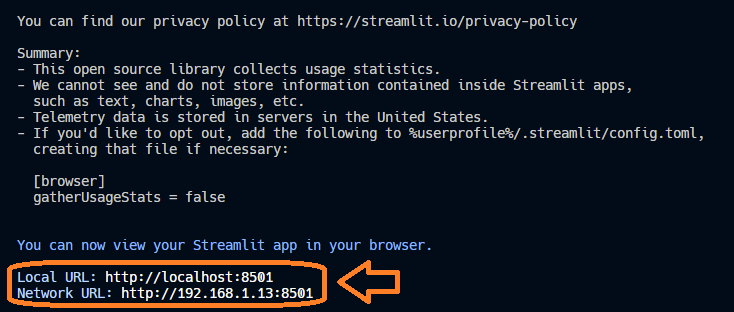 You can find our privacy policy at https://streamlit.io/privacy-policy
Summary:
- This open source library collects usage statistics.
- We cannot see and do not store information contained inside Streamlit apps,
such as text, charts, images, etc.
- Telemetry data is stored in servers in the United States.
- If you'd like to opt out, add the following to %userprofile%/.streamlit/config.toml,
creating that file if necessary:
[browser]
gatherUsageStats = false
You can now view your Streamlit app in your browser.
Local URL: http://localhost:8501
Network URL: http://192.168.1.13:8501